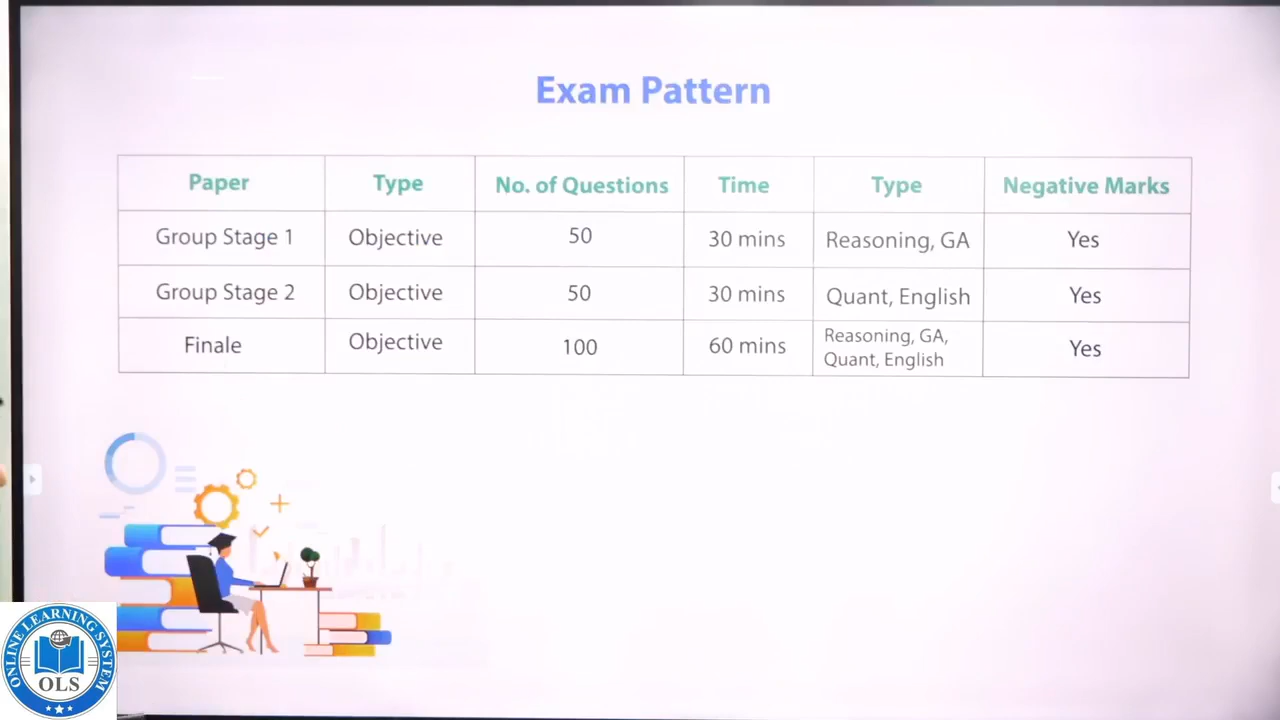 Exam Pattern
Paper Type No. of Questions Time Type Negative Marks
Group Stage 1 Objective 50 30 mins Reasoning, GA Yes
Group Stage 2 Objective 50 30 mins Quant, English Yes
Finale Objective 100 60 mins Reasoning, GA, Quant, English Yes
ONLINE LEARNING SYSTEM
OLS